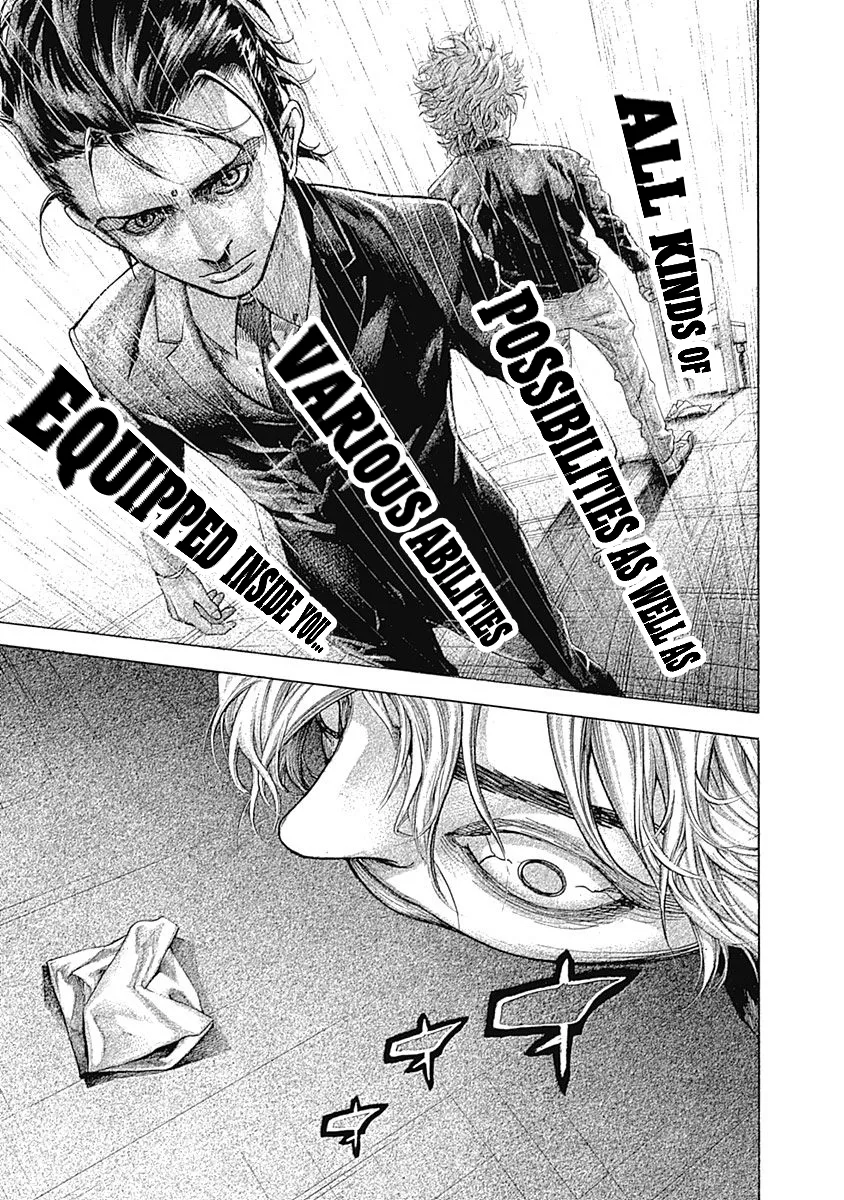 ALL KINDS OF
POSSIBILITIES AS WELL AS
VARIOUS ABILITIES
EQUIPPED INSIDE YOU...